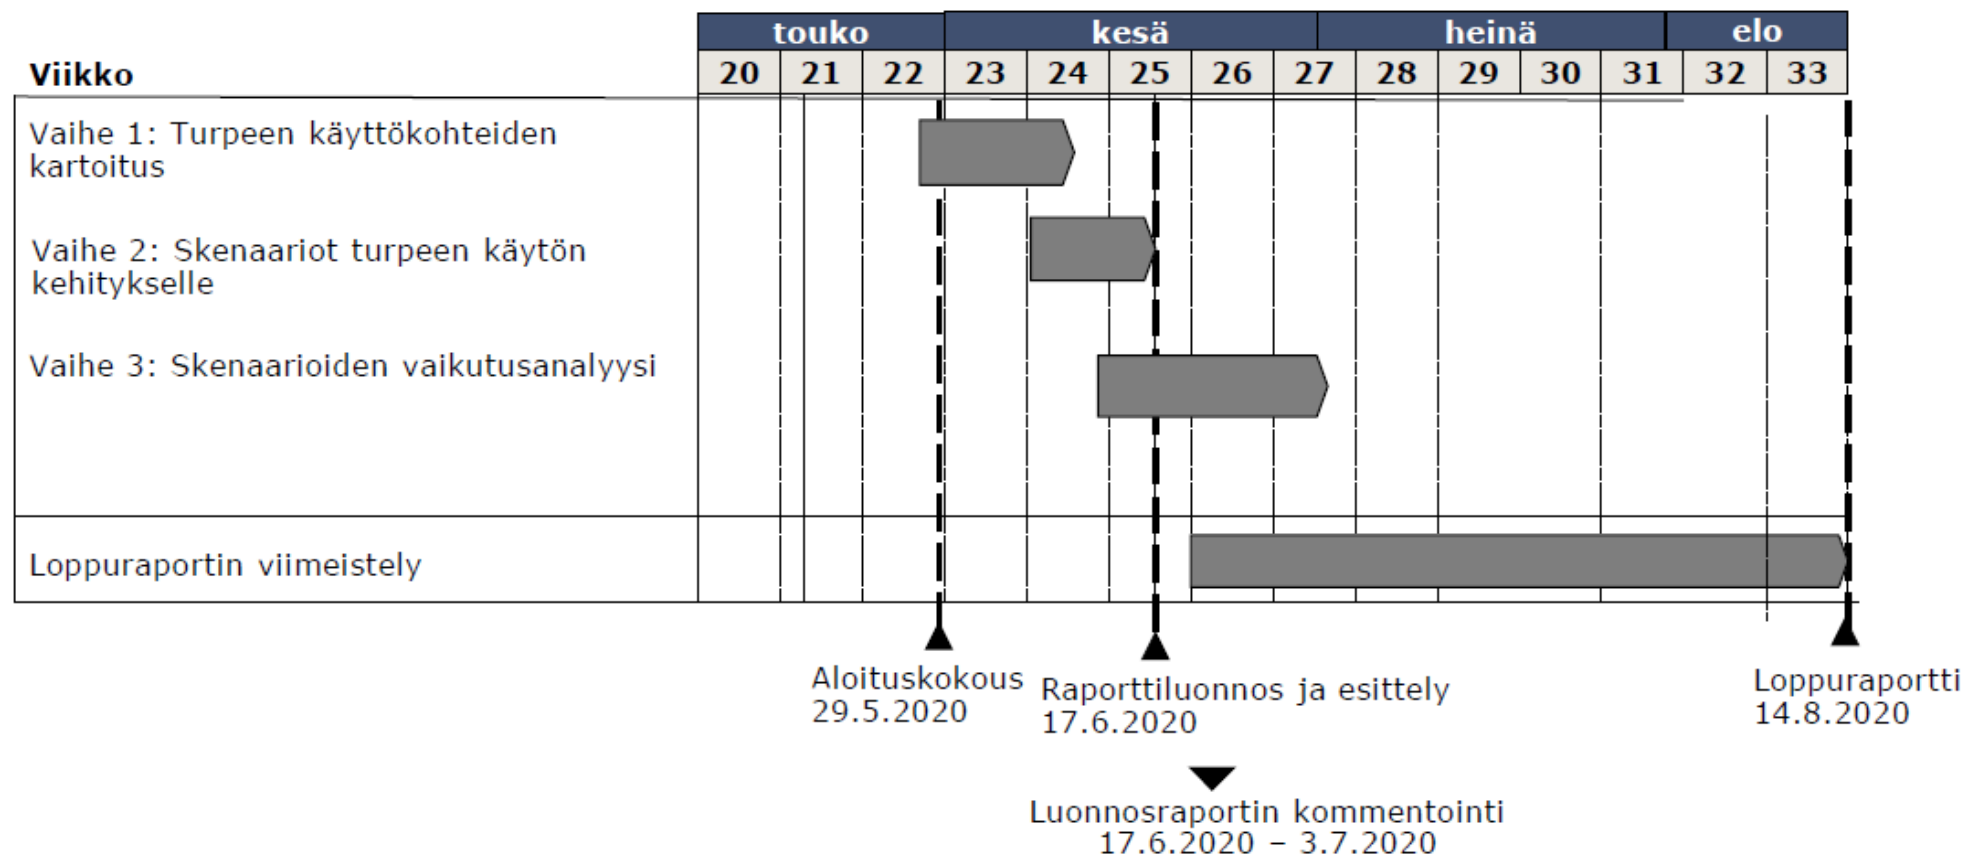 touko kesä heinä elo
Viikko 20 21 22 23 24 25 26 27 28 29 30 31 32 33
Vaihe 1: Turpeen käyttökohteiden
kartoitus
Vaihe 2: Skenaariot turpeen käytön
kehitykselle
Vaihe 3: Skenaarioiden vaikutusanalyysi
Loppuraportin viimeistely
Aloituskokous
29.5.2020
Raporttiluonnos ja esittely
17.6.2020
Loppuraportti
14.8.2020
Luonnosraportin kommentointi
17.6.2020 – 3.7.2020